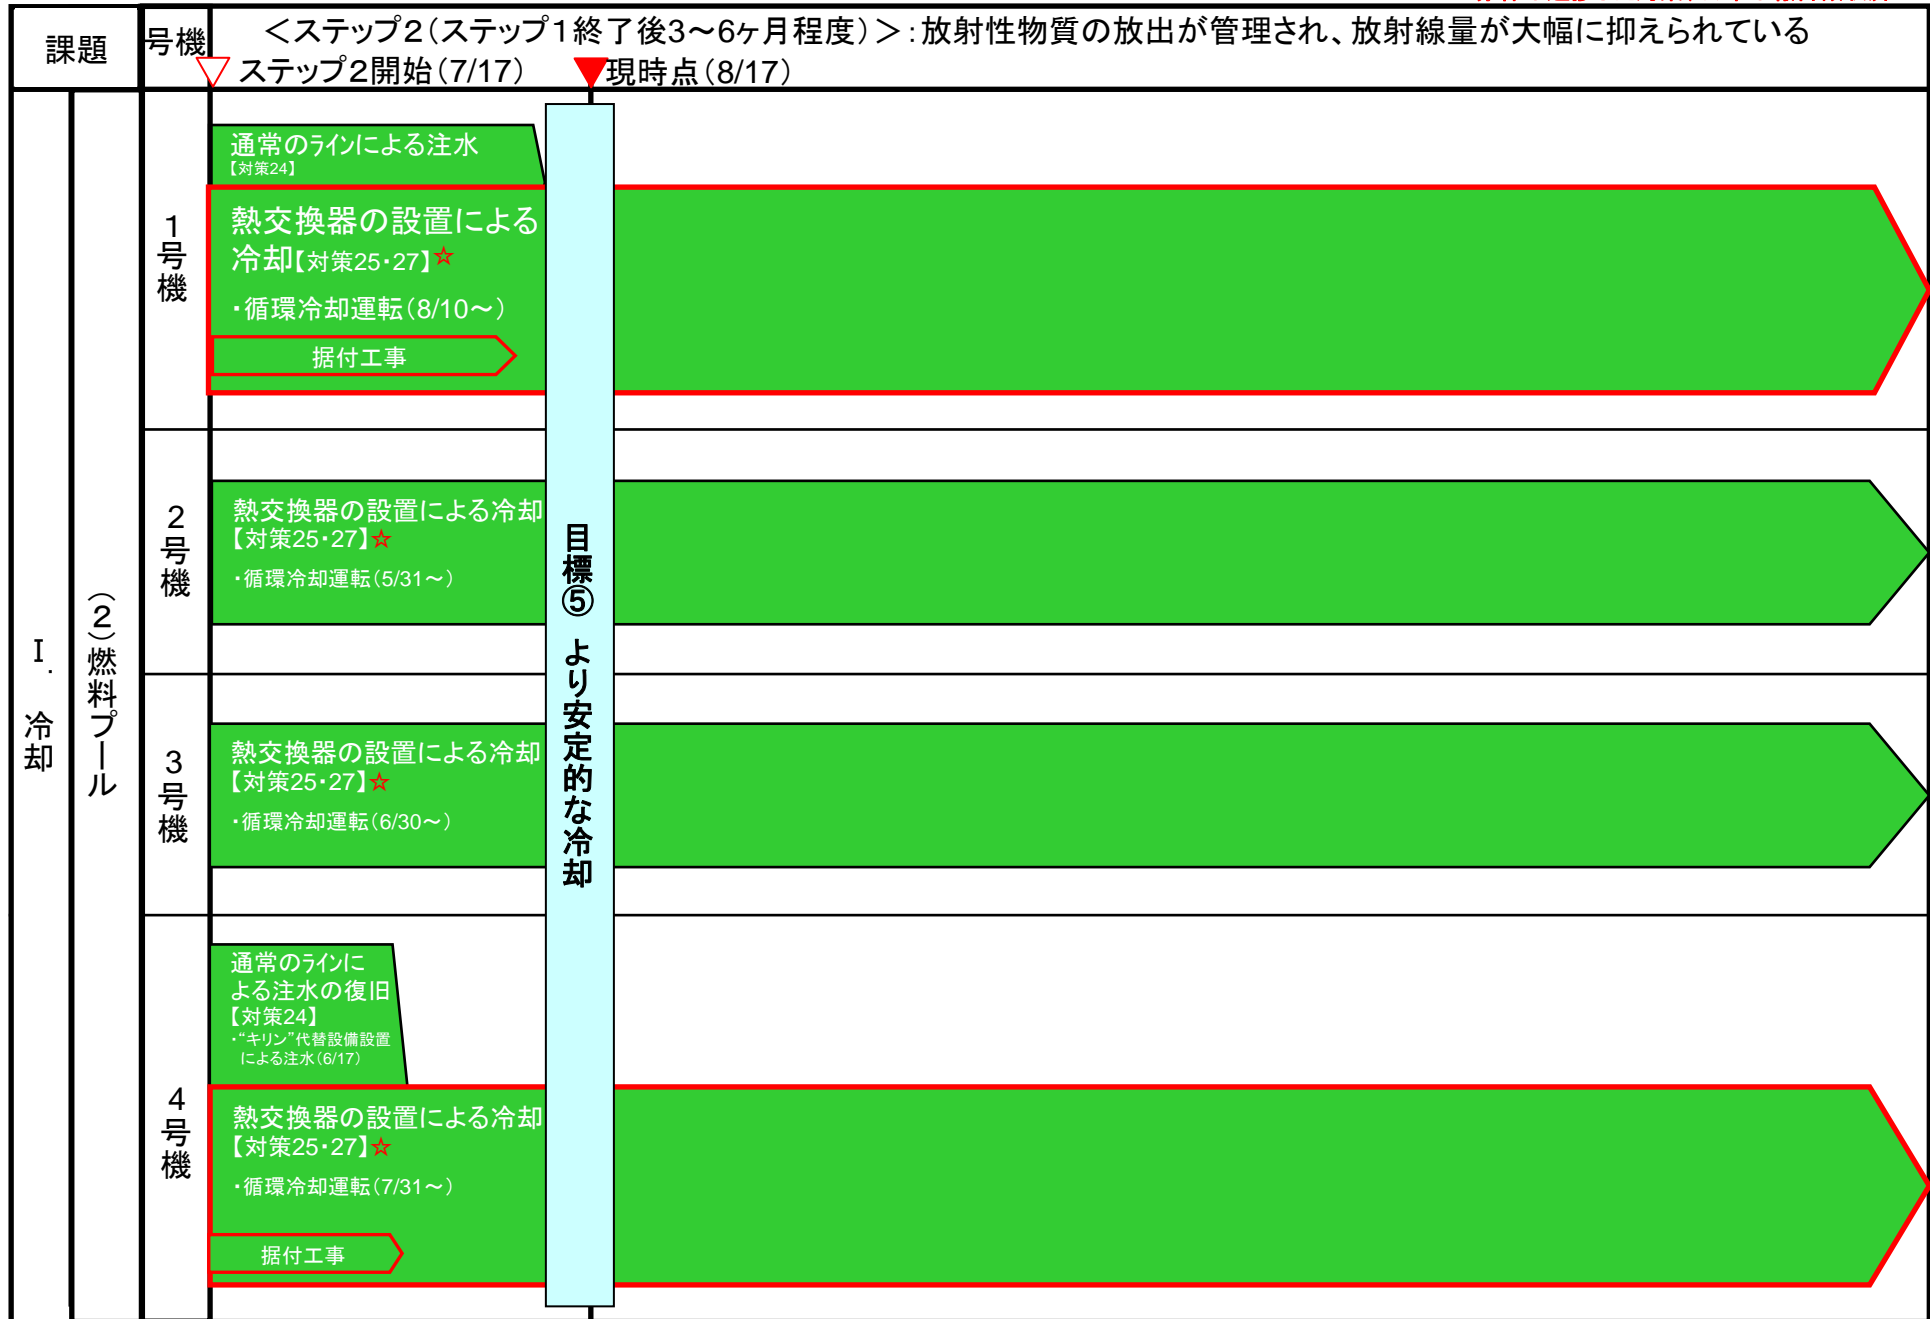 課題
号機
＜ステップ２（ステップ１終了後3～6ヶ月程度）＞：放射性物質の放出が管理され、放射線量が大幅に抑えられている
ステップ２開始（7/17）
現時点（8/17）
Ⅰ．冷却
（２）燃料プール
１号機
通常のﾗｲﾝによる注水
【対策24】
熱交換器の設置による
冷却【対策25・27】☆
・循環冷却運転（8/10～）
据付工事
２号機
熱交換器の設置による冷却
【対策25・27】☆
・循環冷却運転（5/31～）
目標⑤ より安定的な冷却
３号機
熱交換器の設置による冷却
【対策25・27】☆
・循環冷却運転（6/30～）
４号機
通常のﾗｲﾝに
よる注水の復旧
【対策24】
・“キリン”代替設備設置
による注水（6/17）
熱交換器の設置による冷却
【対策25・27】☆
・循環冷却運転（7/31～）
据付工事